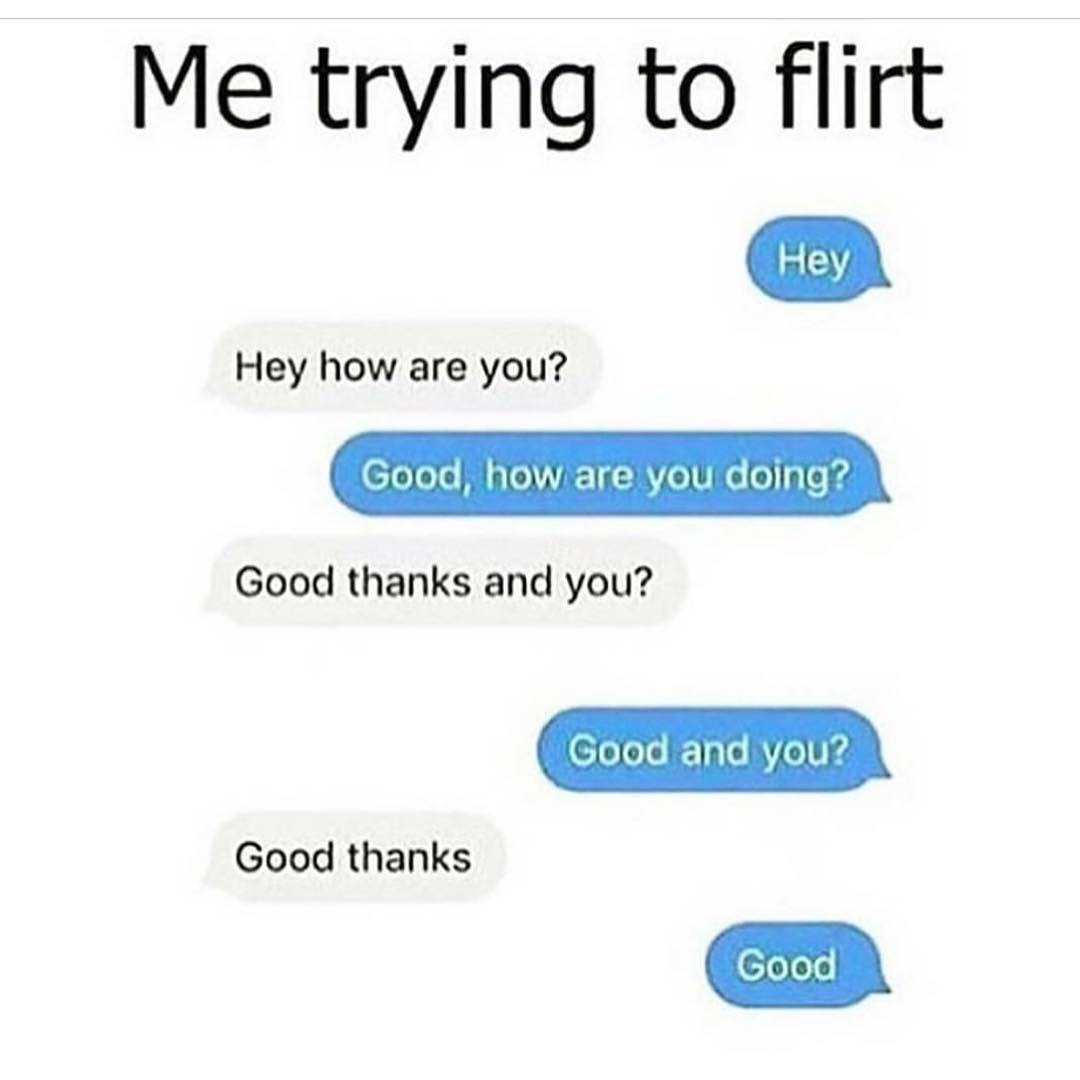 Me trying to flirt
Hey
Hey how are you?
Good, how are you doing?
Good thanks and you?
Good and you?
Good thanks
Good